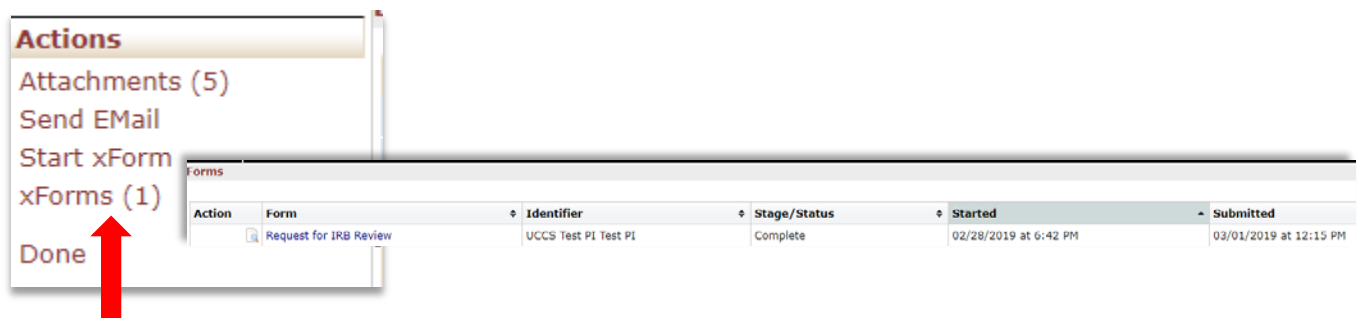 Actions
Attachments (5)
Send EMail
Start xForm
xForms (1)
Done
Forms
Action Form Identifier Stage/Status Started Submitted
Request for IRB Review UCCS Test PI Test PI Complete 02/28/2019 at 6:42 PM 03/01/2019 at 12:15 PM